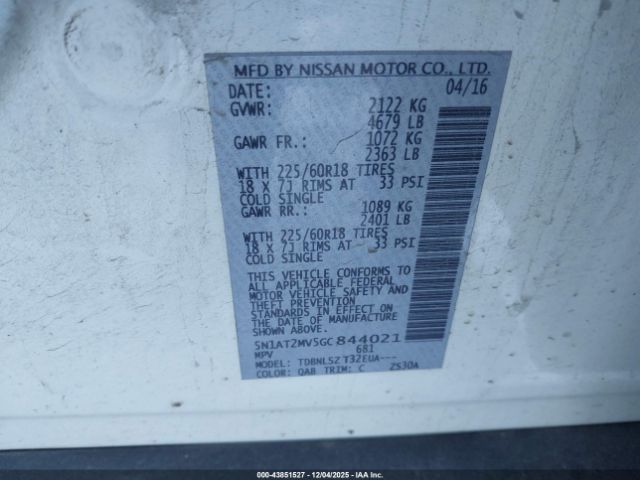 MFD BY NISSAN MOTOR CO., LTD.
DATE: 04/16
GVWR: 2122 KG
4679 LB
GAWR FR.: 1072 KG
2363 LB
WITH 225/60R18 TIRES
18 X 7J RIMS AT 33 PSI
COLD SINGLE
GAWR RR.: 1089 KG
2401 LB
WITH 225/60R18 TIRES
18 X 7J RIMS AT 33 PSI
COLD SINGLE
THIS VEHICLE CONFORMS TO
ALL APPLICABLE FEDERAL
MOTOR VEHICLE SAFETY AND
THEFT PREVENTION
STANDARDS IN EFFECT ON THE
DATE OF MANUFACTURE SHOWN
ABOVE.
5N1AT2MV5GC844021
MPV 681
MODEL: TDBNLSZ T32EUA---
COLOR: QAB TRIM: C ZS30A
00-43851527 - 12/04/2025 - IAA Inc.